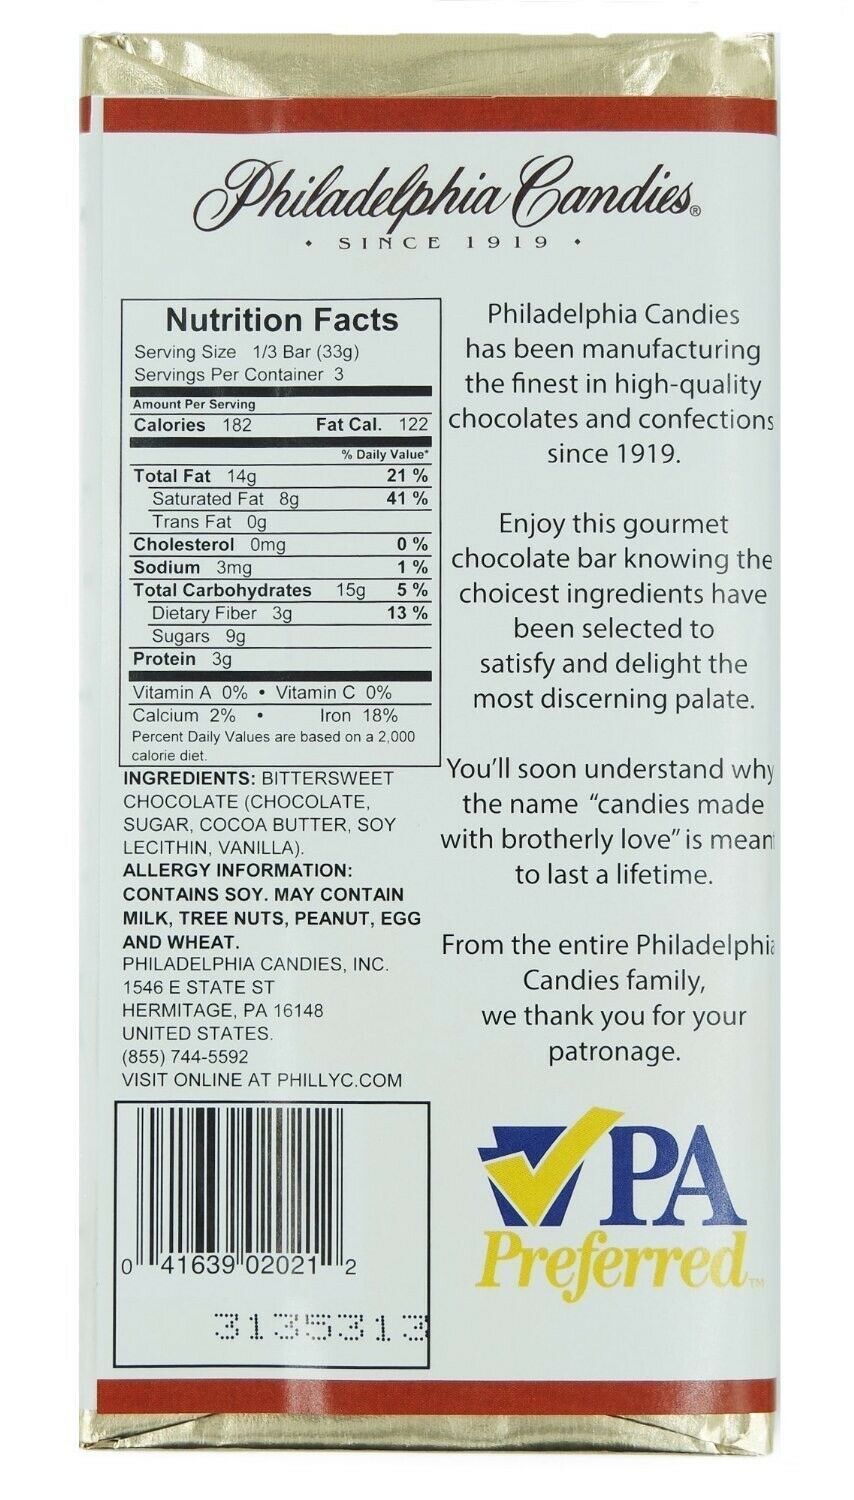 Philadelphia Candies®
• SINCE 1919 •
Nutrition Facts
Serving Size 1/3 Bar (33g)
Servings Per Container 3
Amount Per Serving
Calories 182 Fat Cal. 122
% Daily Value*
Total Fat 14g 21 %
Saturated Fat 8g 41 %
Trans Fat 0g
Cholesterol 0mg 0 %
Sodium 3mg 1 %
Total Carbohydrates 15g 5 %
Dietary Fiber 3g 13 %
Sugars 9g
Protein 3g
Vitamin A 0% • Vitamin C 0%
Calcium 2% • Iron 18%
Percent Daily Values are based on a 2,000
calorie diet.
INGREDIENTS: BITTERSWEET
CHOCOLATE (CHOCOLATE,
SUGAR, COCOA BUTTER, SOY
LECITHIN, VANILLA).
ALLERGY INFORMATION:
CONTAINS SOY. MAY CONTAIN
MILK, TREE NUTS, PEANUT, EGG
AND WHEAT.
PHILADELPHIA CANDIES, INC.
1546 E STATE ST
HERMITAGE, PA 16148
UNITED STATES.
(855) 744-5592
VISIT ONLINE AT PHILLYC.COM
0 41639 02021 2
3135313
Philadelphia Candies
has been manufacturing
the finest in high-quality
chocolates and confections
since 1919.
Enjoy this gourmet
chocolate bar knowing the
choicest ingredients have
been selected to
satisfy and delight the
most discerning palate.
You'll soon understand why
the name "candies made
with brotherly love" is mean
to last a lifetime.
From the entire Philadelphia
Candies family,
we thank you for your
patronage.
PA
Preferred™